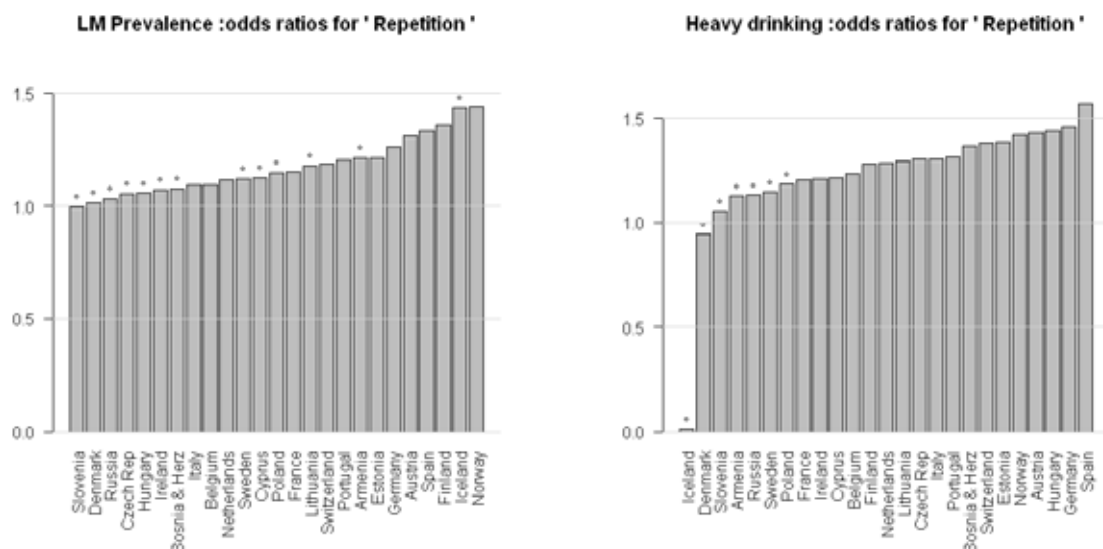 LM Prevalence :odds ratios for ' Repetition '
1.5
1.0
0.5
0.0
Slovenia
Denmark
Russia
Czech Rep
Hungary
Ireland
Bosnia & Herz
Italy
Belgium
Netherlands
Sweden
Cyprus
Poland
France
Lithuania
Switzerland
Portugal
Armenia
Estonia
Germany
Austria
Spain
Finland
Iceland
Norway
Heavy drinking :odds ratios for ' Repetition '
1.5
1.0
0.5
0.0
Iceland
Denmark
Slovenia
Armenia
Russia
Sweden
Poland
France
Ireland
Cyprus
Belgium
Finland
Netherlands
Lithuania
Czech Rep
Italy
Portugal
Bosnia & Herz
Switzerland
Estonia
Norway
Austria
Hungary
Germany
Spain